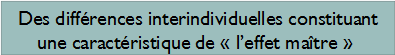 Des différences interindividuelles constituant
une caractéristique de « l'effet maître »